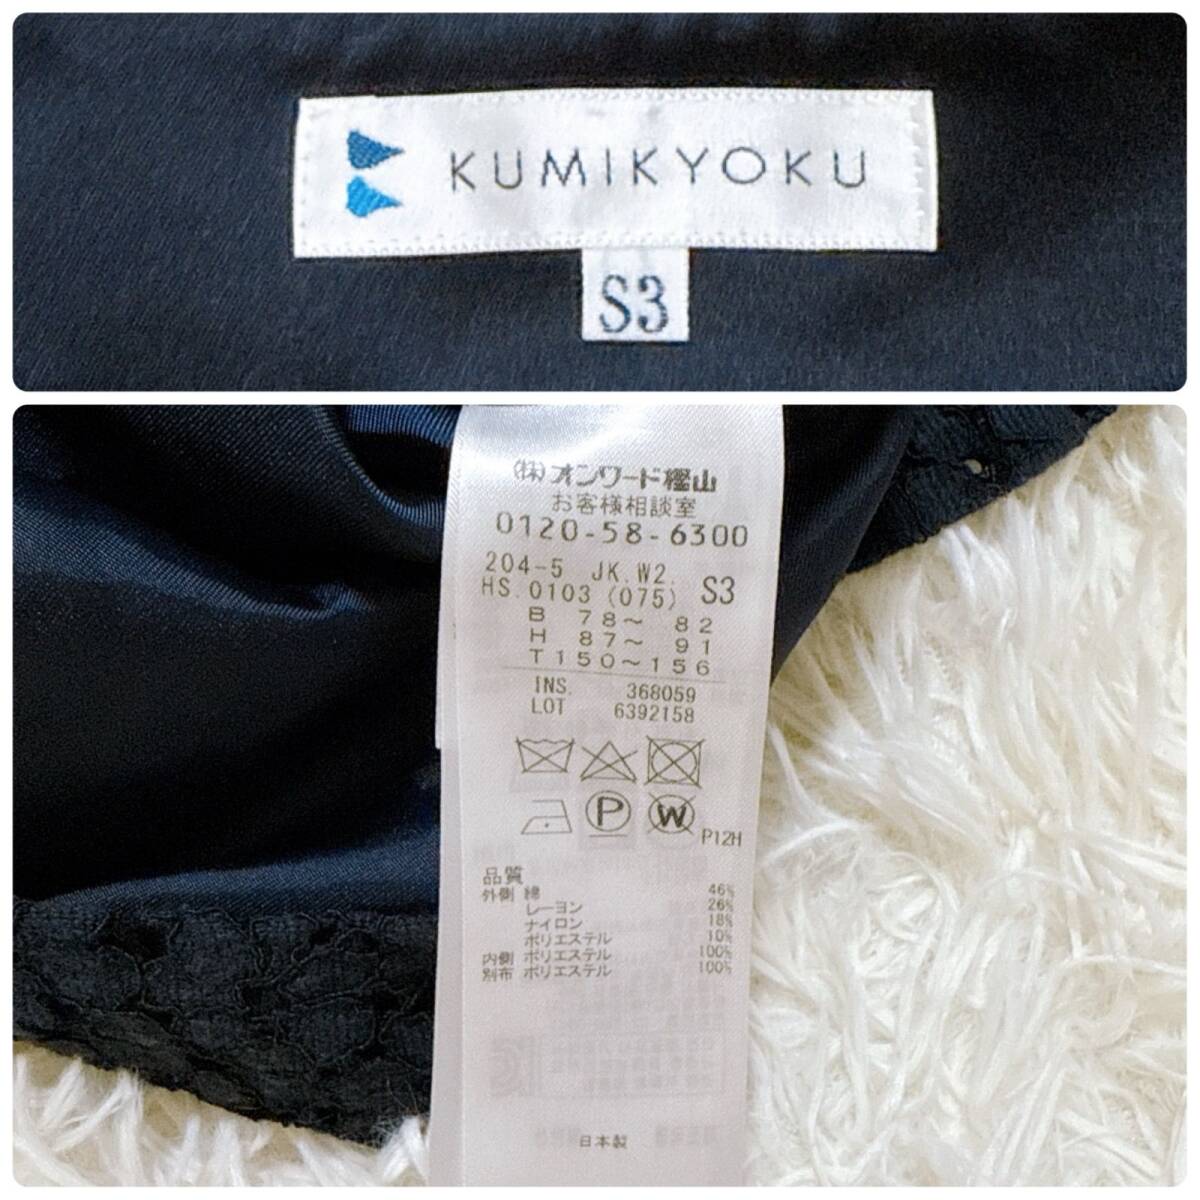 KUMIKYOKU
S3
(株)オンワード樫山
お客様相談室
0120-58-6300
204-5 JK.W2.
HS.0103(075) S3
B 78～ 82
H 87～ 91
T150～156
INS. 368059
LOT 6392158
P
W
P12H
品質
外側 綿 46%
レーヨン 26%
ナイロン 18%
ポリエステル 10%
内側 ポリエステル 100%
別布 ポリエステル 100%
日本製